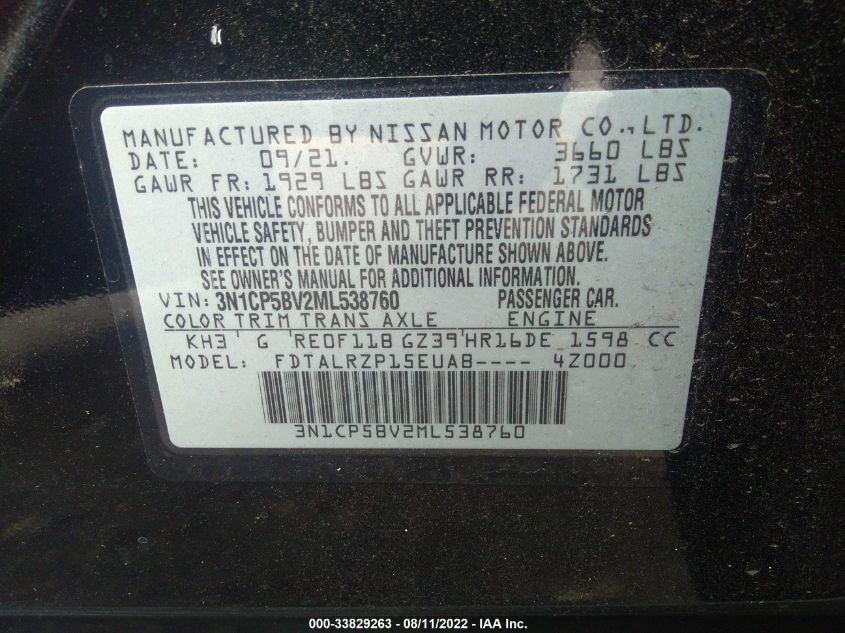 MANUFACTURED BY NISSAN MOTOR CO., LTD.
DATE: 09/21. GVWR: 3660 LBS
GAWR FR: 1929 LBS GAWR RR: 1731 LBS
THIS VEHICLE CONFORMS TO ALL APPLICABLE FEDERAL MOTOR
VEHICLE SAFETY, BUMPER AND THEFT PREVENTION STANDARDS
IN EFFECT ON THE DATE OF MANUFACTURE SHOWN ABOVE.
SEE OWNER'S MANUAL FOR ADDITIONAL INFORMATION.
VIN: 3N1CP5BV2ML538760 PASSENGER CAR.
COLOR TRIM TRANS AXLE ENGINE
KH3 G 'RE0F11B GZ39'HR16DE 1598 CC
MODEL: FDTALRZP15EUAB---- 4Z000
3N1CP5BV2ML538760
000-33829263 - 08/11/2022 - IAA Inc.